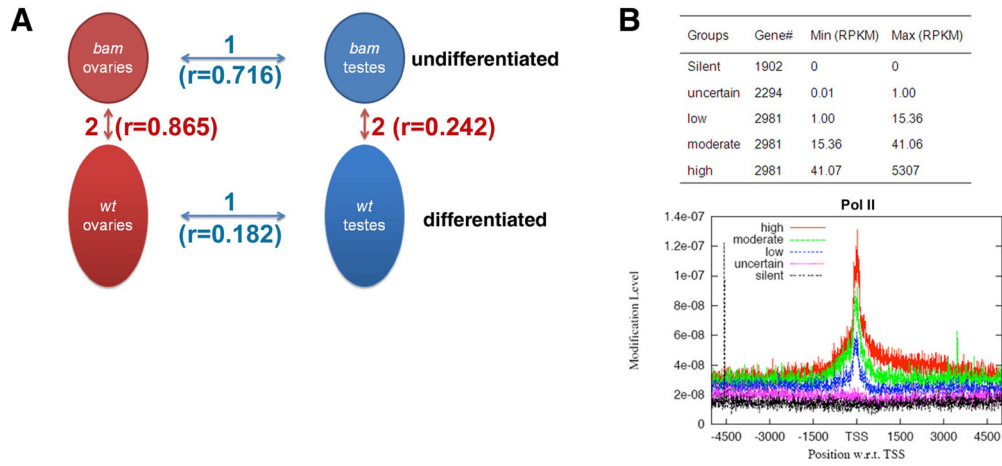 A
bam
ovaries
1
(r=0.716)
bam
testes
undifferentiated
2 (r=0.865)
2 (r=0.242)
wt
ovaries
1
(r=0.182)
wt
testes
differentiated
B
Groups Gene# Min (RPKM) Max (RPKM)
Silent 1902 0 0
uncertain 2294 0.01 1.00
low 2981 1.00 15.36
moderate 2981 15.36 41.06
high 2981 41.07 5307
Pol II
Modification Level
1.4e-07
1.2e-07
1e-07
8e-08
6e-08
4e-08
2e-08
0
high
moderate
low
uncertain
silent
-4500 -3000 -1500 TSS 1500 3000 4500
Position w.r.t. TSS